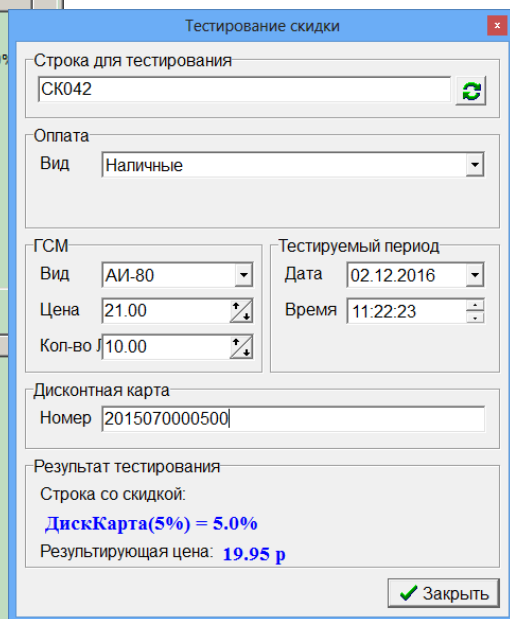 Тестирование скидки
Строка для тестирования
СК042
Оплата
Вид Наличные
ГСМ
Вид АИ-80
Цена 21.00
Кол-во Л 10.00
Тестируемый период
Дата 02.12.2016
Время 11:22:23
Дисконтная карта
Номер 2015070000500
Результат тестирования
Строка со скидкой:
ДискКарта(5%) = 5.0%
Результирующая цена: 19.95 р
Закрыть